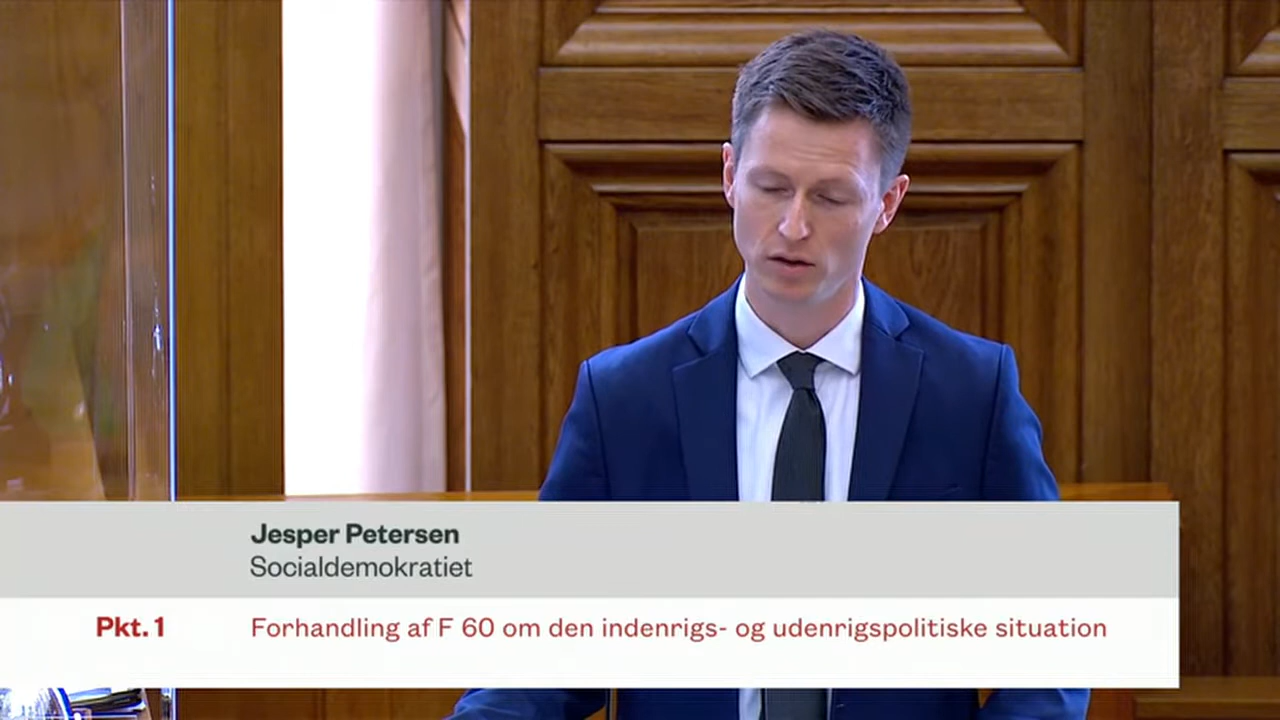 Jesper Petersen
Socialdemokratiet
Pkt. 1 Forhandling af F 60 om den indenrigs- og udenrigspolitiske situation